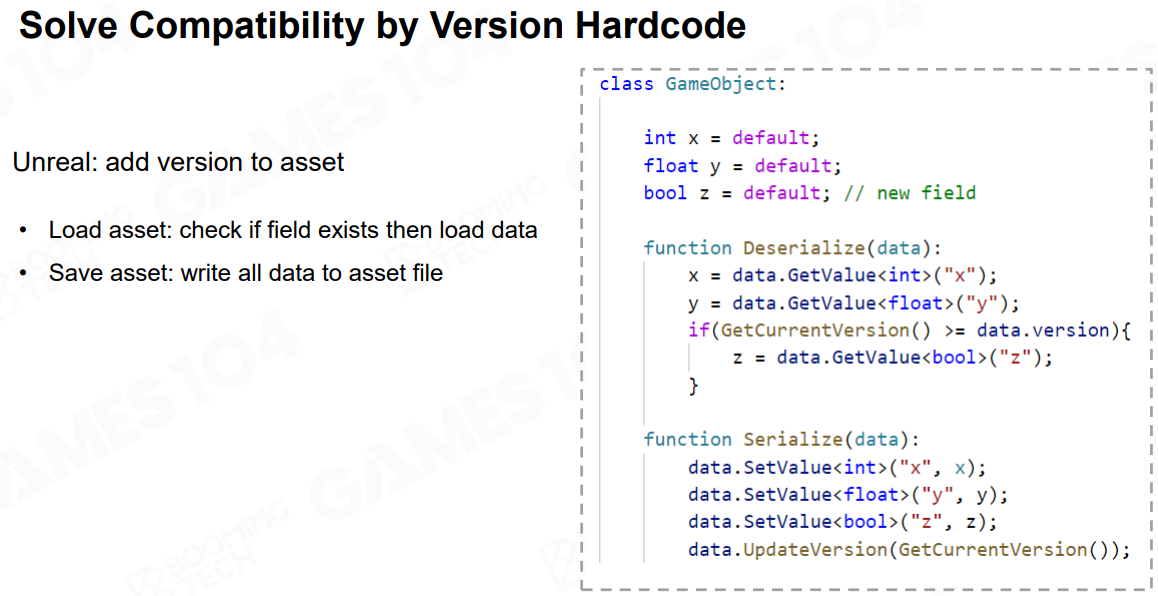 Solve Compatibility by Version Hardcode
Unreal: add version to asset
• Load asset: check if field exists then load data
• Save asset: write all data to asset file
class GameObject:
int x = default;
float y = default;
bool z = default; // new field
function Deserialize(data):
x = data.GetValue<int>("x");
y = data.GetValue<float>("y");
if(GetCurrentVersion() >= data.version){
z = data.GetValue<bool>("z");
}
function Serialize(data):
data.SetValue<int>("x", x);
data.SetValue<float>("y", y);
data.SetValue<bool>("z", z);
data.UpdateVersion(GetCurrentVersion());
GAMES104
BOOMING
TECH